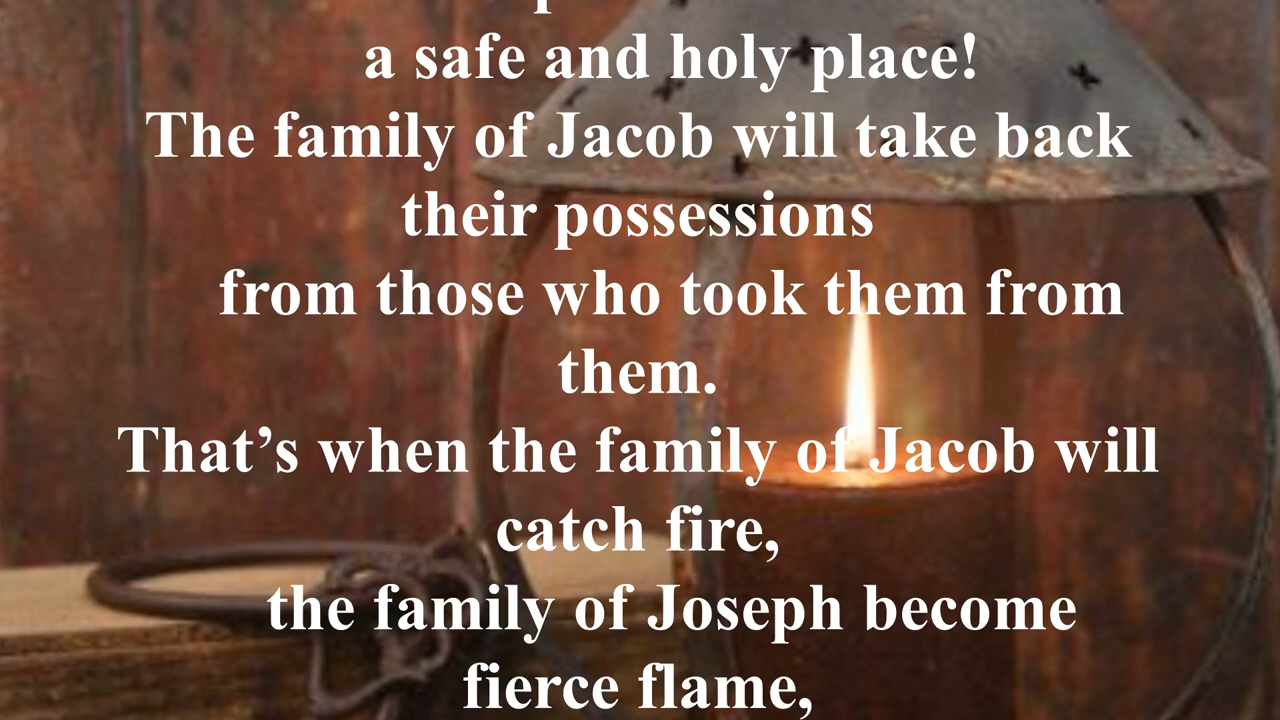 a safe and holy place!
The family of Jacob will take back
their possessions
from those who took them from
them.
That’s when the family of Jacob will
catch fire,
the family of Joseph become
fierce flame,